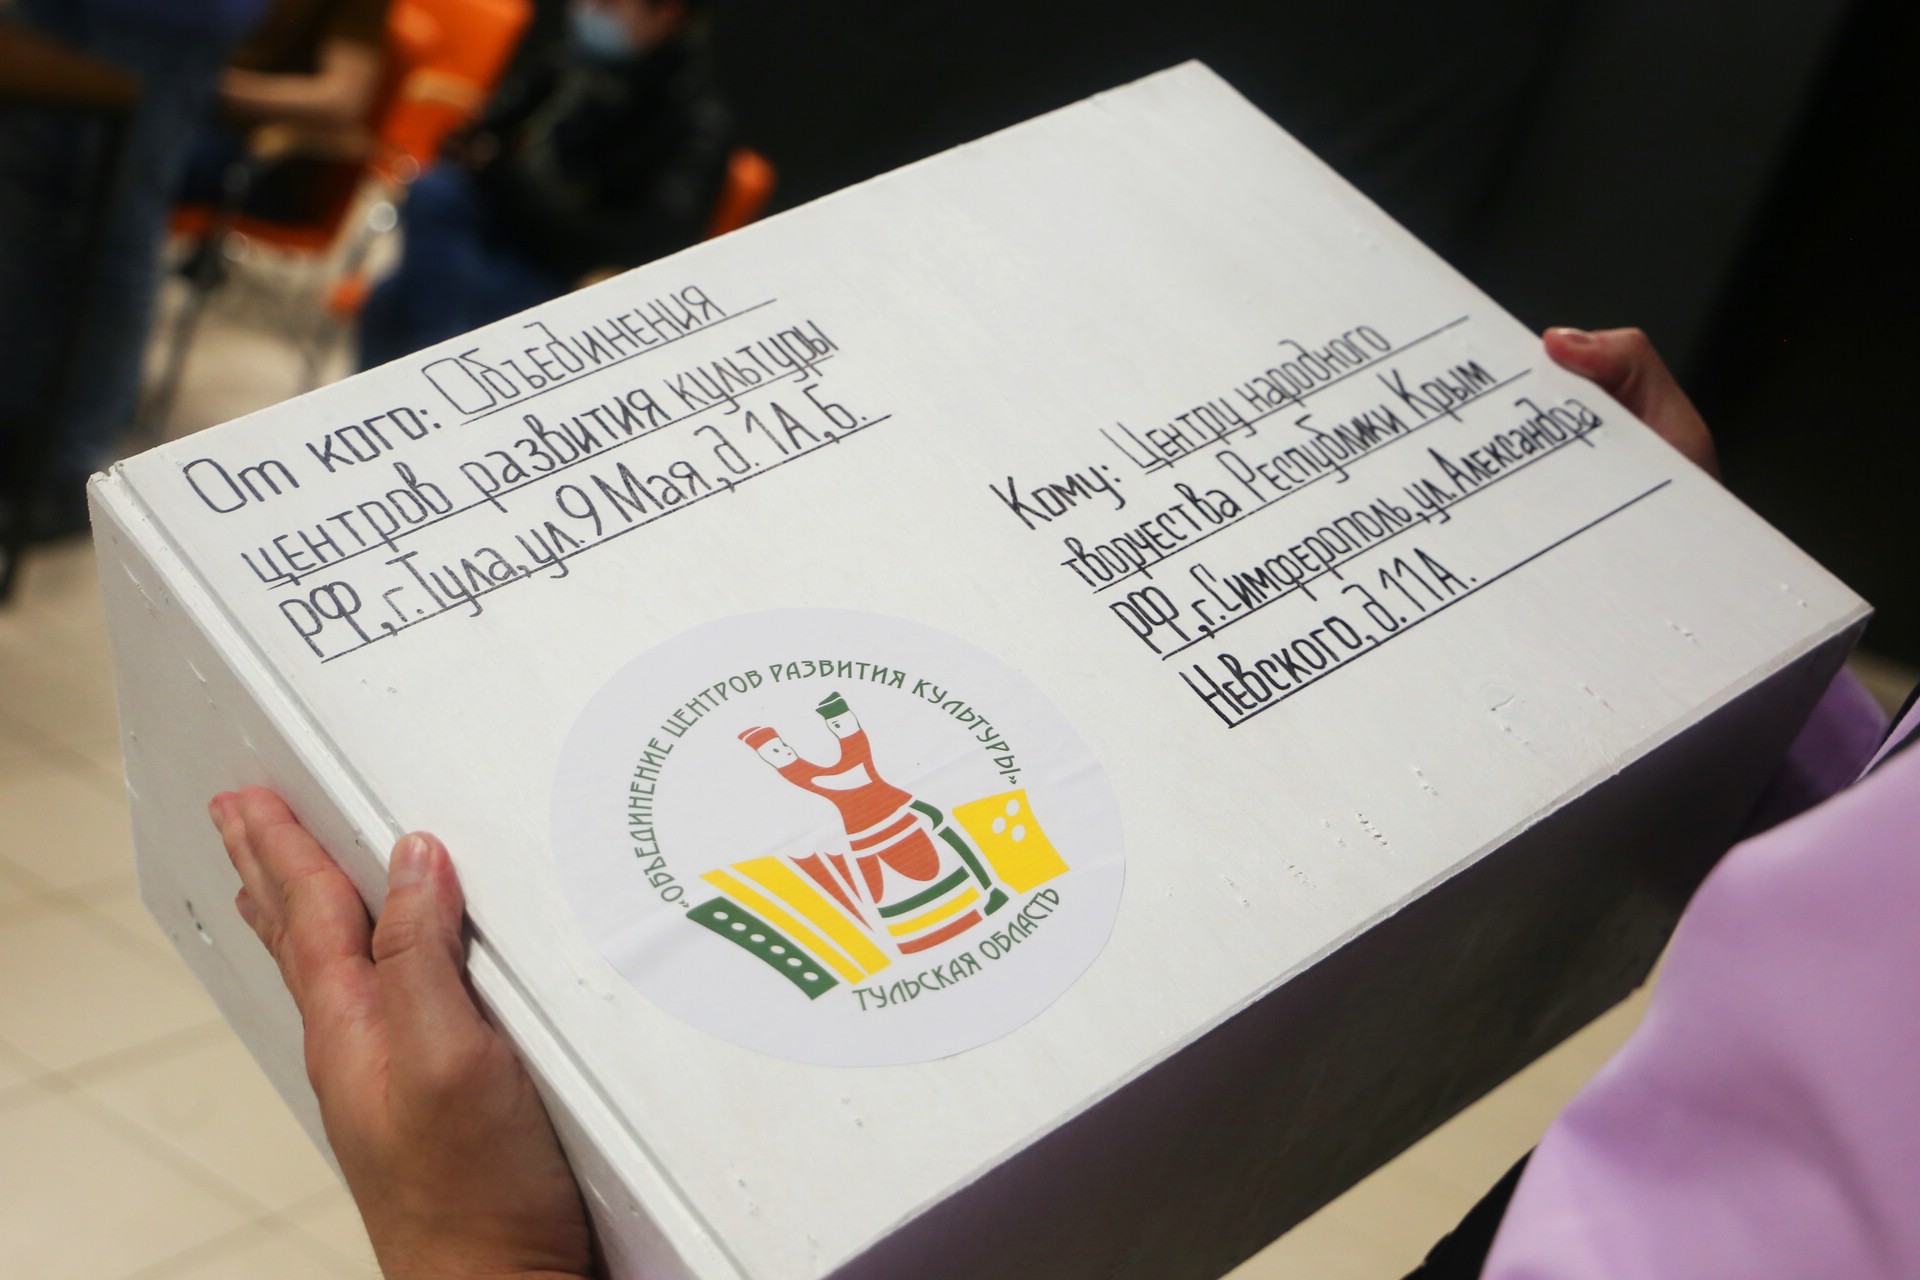 От кого: Объединения
центров развития культуры
РФ, г. Тула, ул. 9 Мая, д. 1А, Б.
Кому: Центру народного
творчества Республики Крым
РФ, г. Симферополь, ул. Александра
Невского, д. 11А.
«ОБЪЕДИНЕНИЕ ЦЕНТРОВ РАЗВИТИЯ КУЛЬТУРЫ»
ТУЛЬСКАЯ ОБЛАСТЬ